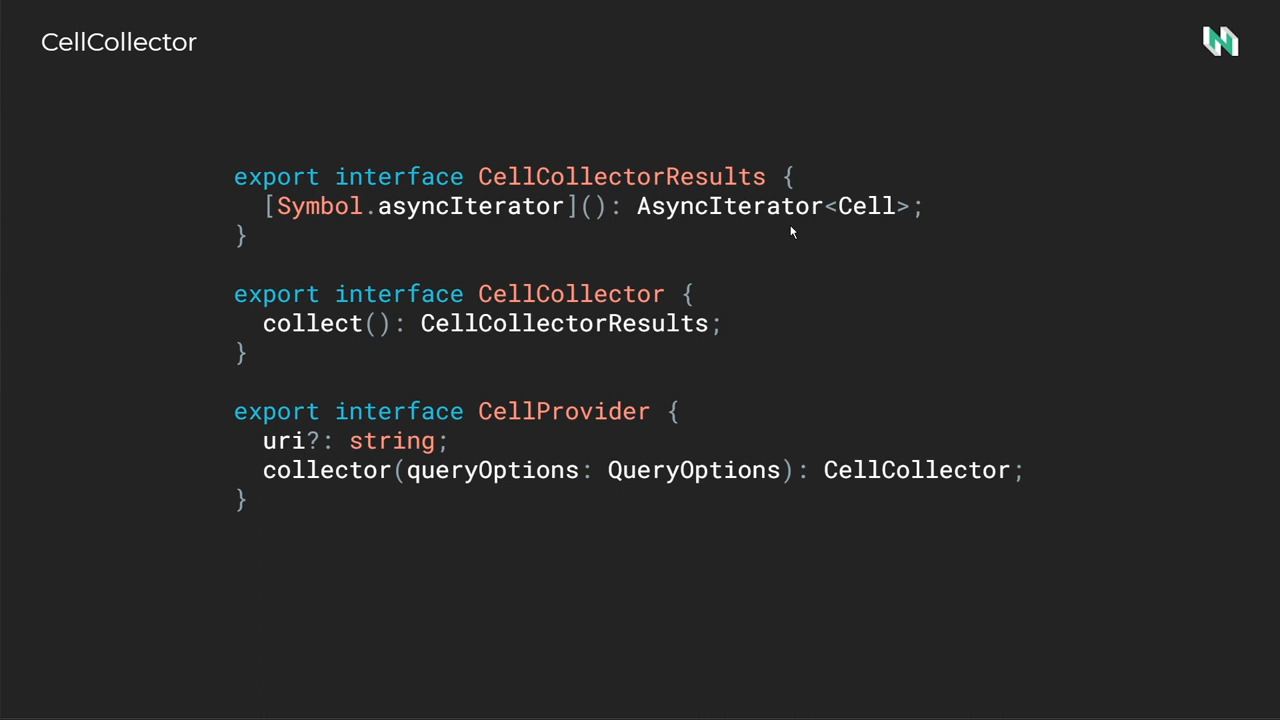 CellCollector
export interface CellCollectorResults {
  [Symbol.asyncIterator](): AsyncIterator<Cell>;
}
export interface CellCollector {
  collect(): CellCollectorResults;
}
export interface CellProvider {
  uri?: string;
  collector(queryOptions: QueryOptions): CellCollector;
}